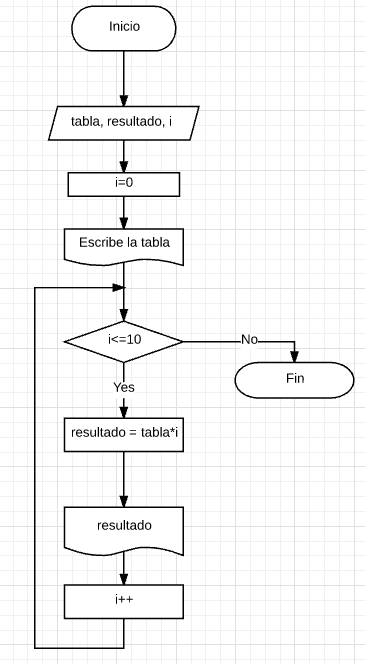 Inicio
tabla, resultado, i
i=0
Escribe la tabla
i<=10
No
Fin
Yes
resultado = tabla*i
resultado
i++